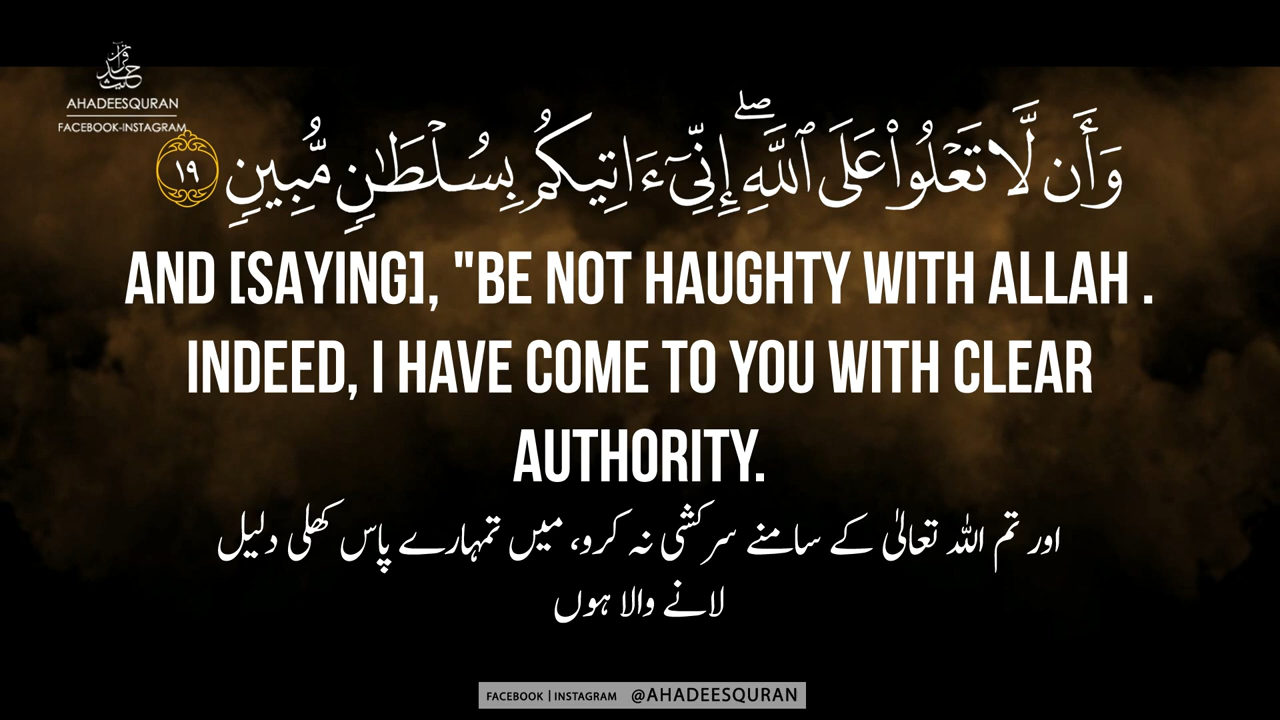 قرآن حدیث
AHADEESQURAN
FACEBOOK-INSTAGRAM
وَأَن لَّا تَعْلُوا۟ عَلَى ٱللَّهِ ۖ إِنِّىٓ ءَاتِيكُم بِسُلْطَـٰنٍ مُّبِينٍ ١٩
AND [SAYING], "BE NOT HAUGHTY WITH ALLAH .
INDEED, I HAVE COME TO YOU WITH CLEAR
AUTHORITY.
اور تم اللہ تعالیٰ کے سامنے سرکشی نہ کرو، میں تمہارے پاس کھلی دلیل
لانے والا ہوں
FACEBOOK | INSTAGRAM @AHADEESQURAN